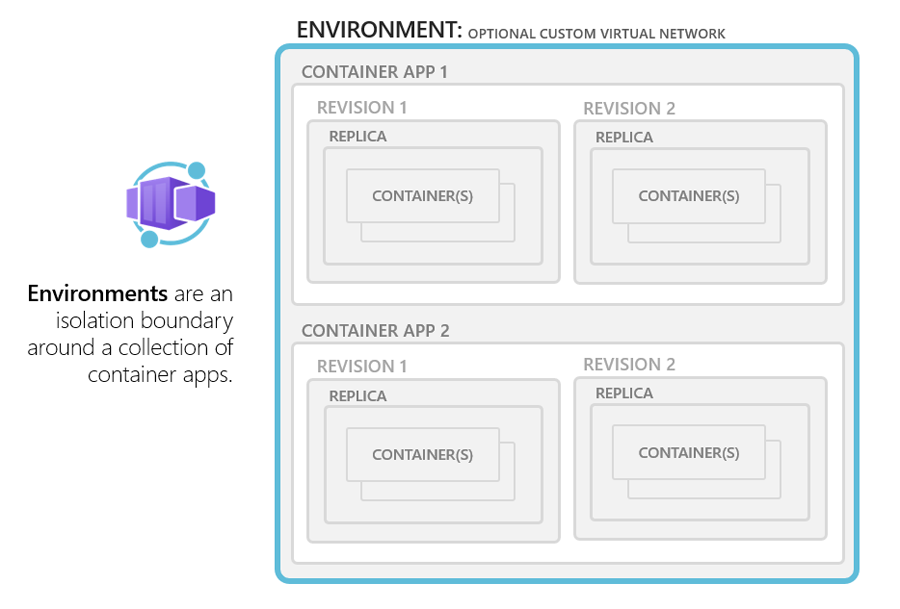 ENVIRONMENT: OPTIONAL CUSTOM VIRTUAL NETWORK
CONTAINER APP 1
REVISION 1
REPLICA
CONTAINER(S)
REVISION 2
REPLICA
CONTAINER(S)
Environments are an
isolation boundary
around a collection of
container apps.
CONTAINER APP 2
REVISION 1
REPLICA
CONTAINER(S)
REVISION 2
REPLICA
CONTAINER(S)